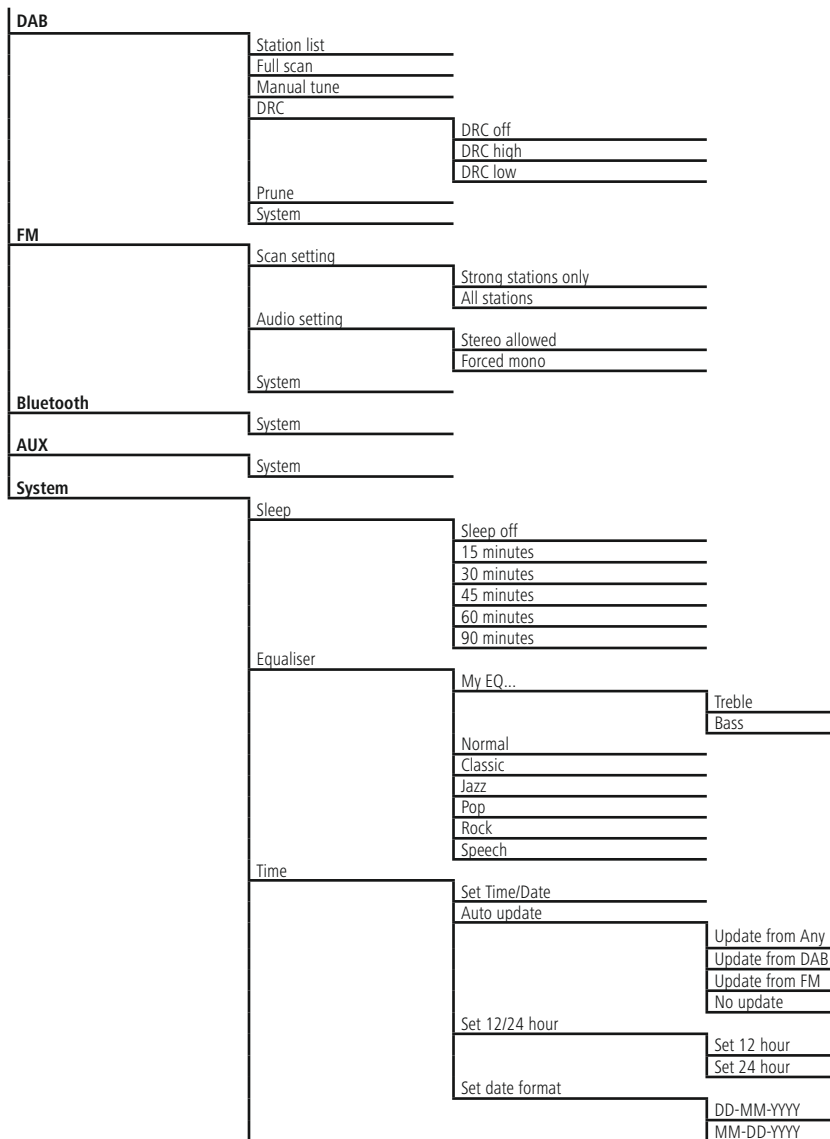 DAB
Station list
Full scan
Manual tune
DRC
DRC off
DRC high
DRC low
Prune
System
FM
Scan setting
Strong stations only
All stations
Audio setting
Stereo allowed
Forced mono
System
Bluetooth
System
AUX
System
System
Sleep
Sleep off
15 minutes
30 minutes
45 minutes
60 minutes
90 minutes
Equaliser
My EQ...
Treble
Bass
Normal
Classic
Jazz
Pop
Rock
Speech
Time
Set Time/Date
Auto update
Update from Any
Update from DAB
Update from FM
No update
Set 12/24 hour
Set 12 hour
Set 24 hour
Set date format
DD-MM-YYYY
MM-DD-YYYY